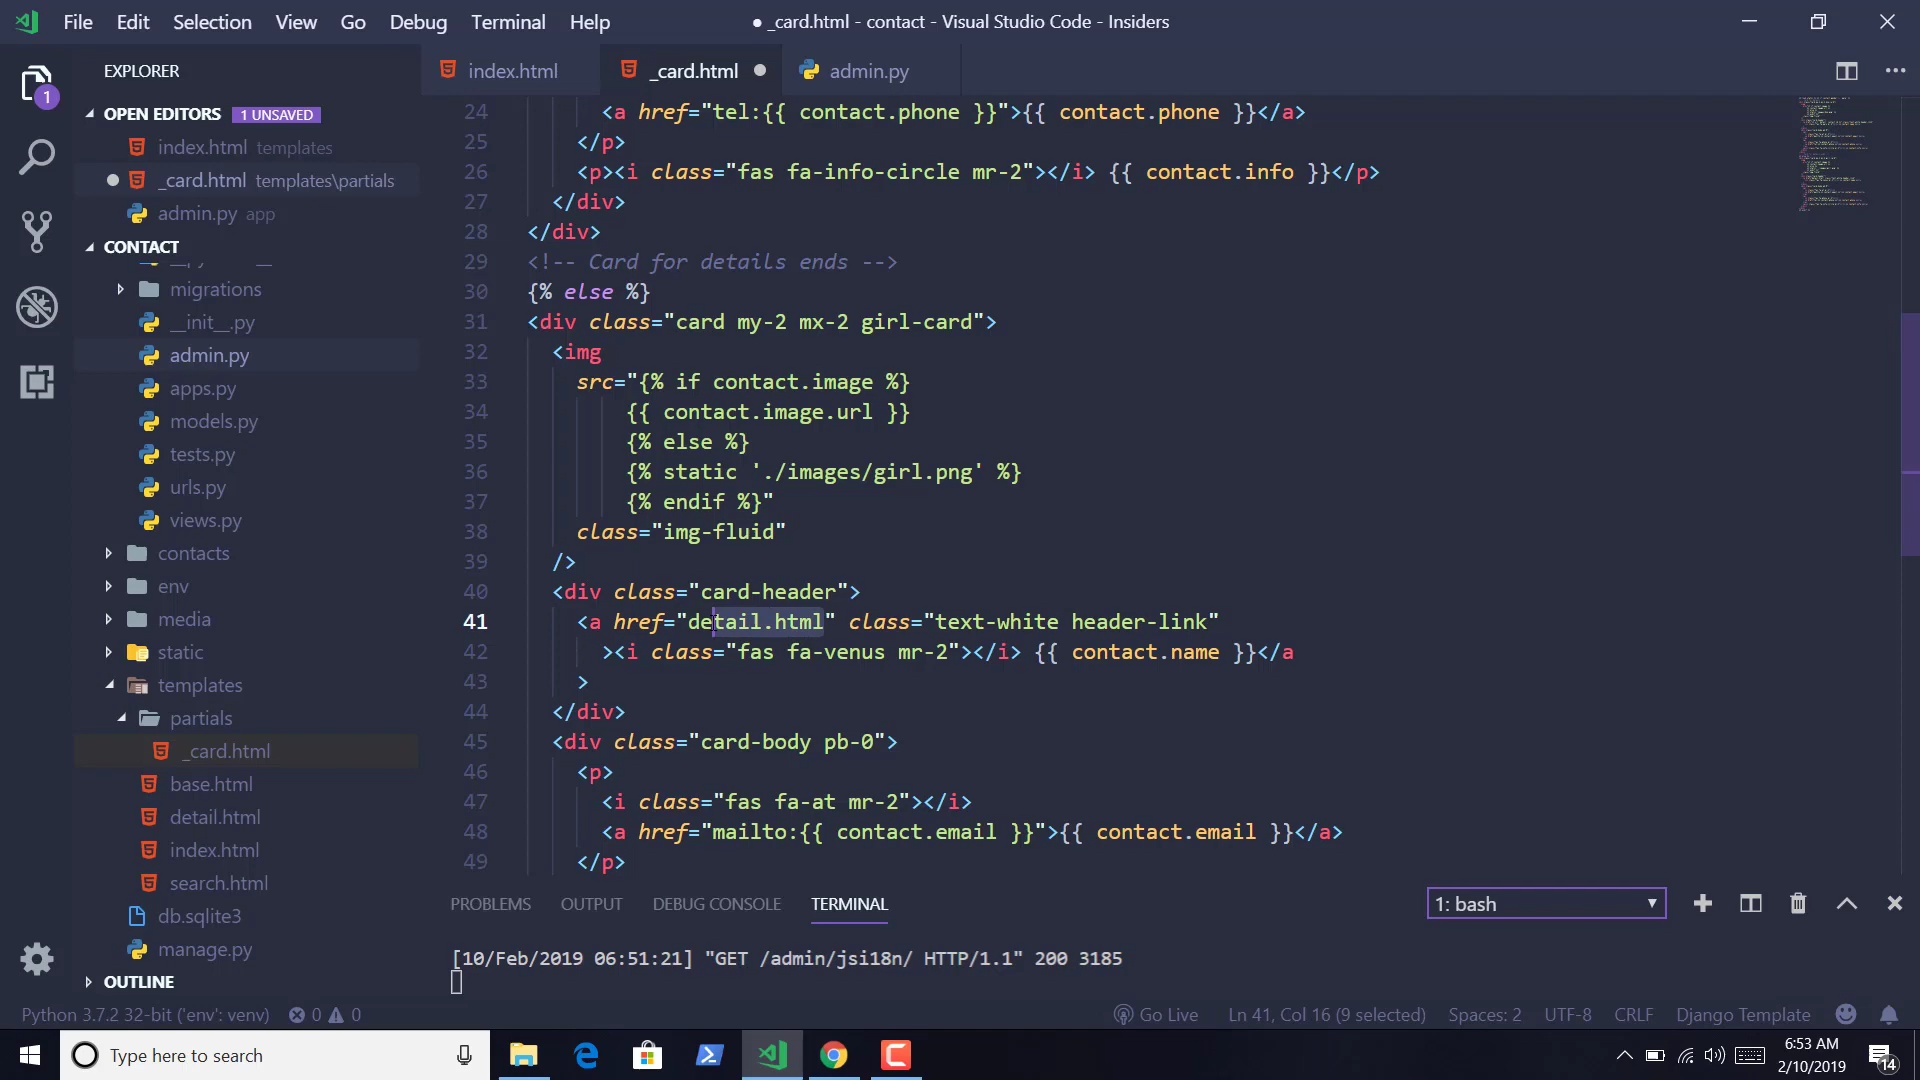 File Edit Selection View Go Debug Terminal Help
● _card.html - contact - Visual Studio Code - Insiders
EXPLORER
OPEN EDITORS 1 UNSAVED
index.html templates
_card.html templates\partials
admin.py app
CONTACT
migrations
__init__.py
admin.py
apps.py
models.py
tests.py
urls.py
views.py
contacts
env
media
static
templates
partials
_card.html
base.html
detail.html
index.html
search.html
db.sqlite3
manage.py
OUTLINE
1
index.html
_card.html
admin.py
24 <a href="tel:{{ contact.phone }}">{{ contact.phone }}</a>
25 </p>
26 <p><i class="fas fa-info-circle mr-2"></i> {{ contact.info }}</p>
27 </div>
28 </div>
29 <!-- Card for details ends -->
30 {% else %}
31 <div class="card my-2 mx-2 girl-card">
32 <img
33 src="{% if contact.image %}
34 {{ contact.image.url }}
35 {% else %}
36 {% static './images/girl.png' %}
37 {% endif %}"
38 class="img-fluid"
39 />
40 <div class="card-header">
41 <a href="detail.html" class="text-white header-link"
42 ><i class="fas fa-venus mr-2"></i> {{ contact.name }}</a
43 >
44 </div>
45 <div class="card-body pb-0">
46 <p>
47 <i class="fas fa-at mr-2"></i>
48 <a href="mailto:{{ contact.email }}">{{ contact.email }}</a>
49 </p>
PROBLEMS OUTPUT DEBUG CONSOLE TERMINAL
1: bash
[10/Feb/2019 06:51:21] "GET /admin/jsi18n/ HTTP/1.1" 200 3185
Python 3.7.2 32-bit ('env': venv) 0 0
Go Live Ln 41, Col 16 (9 selected) Spaces: 2 UTF-8 CRLF Django Template
Type here to search
6:53 AM
2/10/2019
14